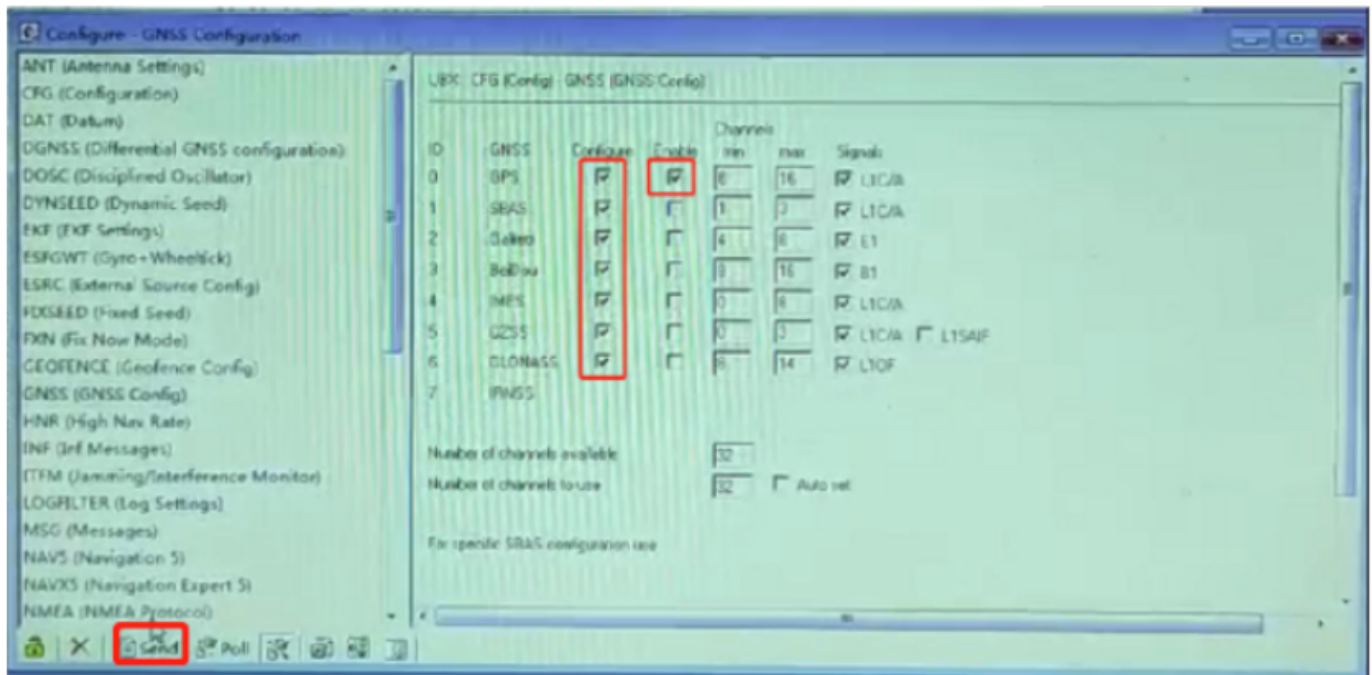 Configure - GNSS Configuration
ANT (Antenna Settings)
CFG (Configuration)
DAT (Datum)
DGNSS (Differential GNSS configuration)
DOSC (Disciplined Oscillator)
DYNSEED (Dynamic Seed)
EKF (EKF Settings)
ESFGWT (Gyro+Wheeltick)
ESRC (External Source Config)
FIXSEED (Fixed Seed)
FXN (Fix Now Mode)
GEOFENCE (Geofence Config)
GNSS (GNSS Config)
HNR (High Nav Rate)
INF (Inf Messages)
ITFM (Jamming/Interference Monitor)
LOGFILTER (Log Settings)
MSG (Messages)
NAV5 (Navigation 5)
NAVX5 (Navigation Expert 5)
NMEA (NMEA Protocol)
Send Poll
UBX CFG (Config) GNSS (GNSS Config)
Channels
ID GNSS Configure Enable min max Signals
0 GPS 8 16 L1C/A
1 SBAS 1 3 L1C/A
2 Galileo 4 8 E1
3 BeiDou 8 16 B1
4 IMES 0 8 L1C/A
5 QZSS 0 3 L1C/A L1SAIF
6 GLONASS 14 L1OF
7 IRNSS
Number of channels available 32
Number of channels to use 32 Auto set
For specific SBAS configuration use